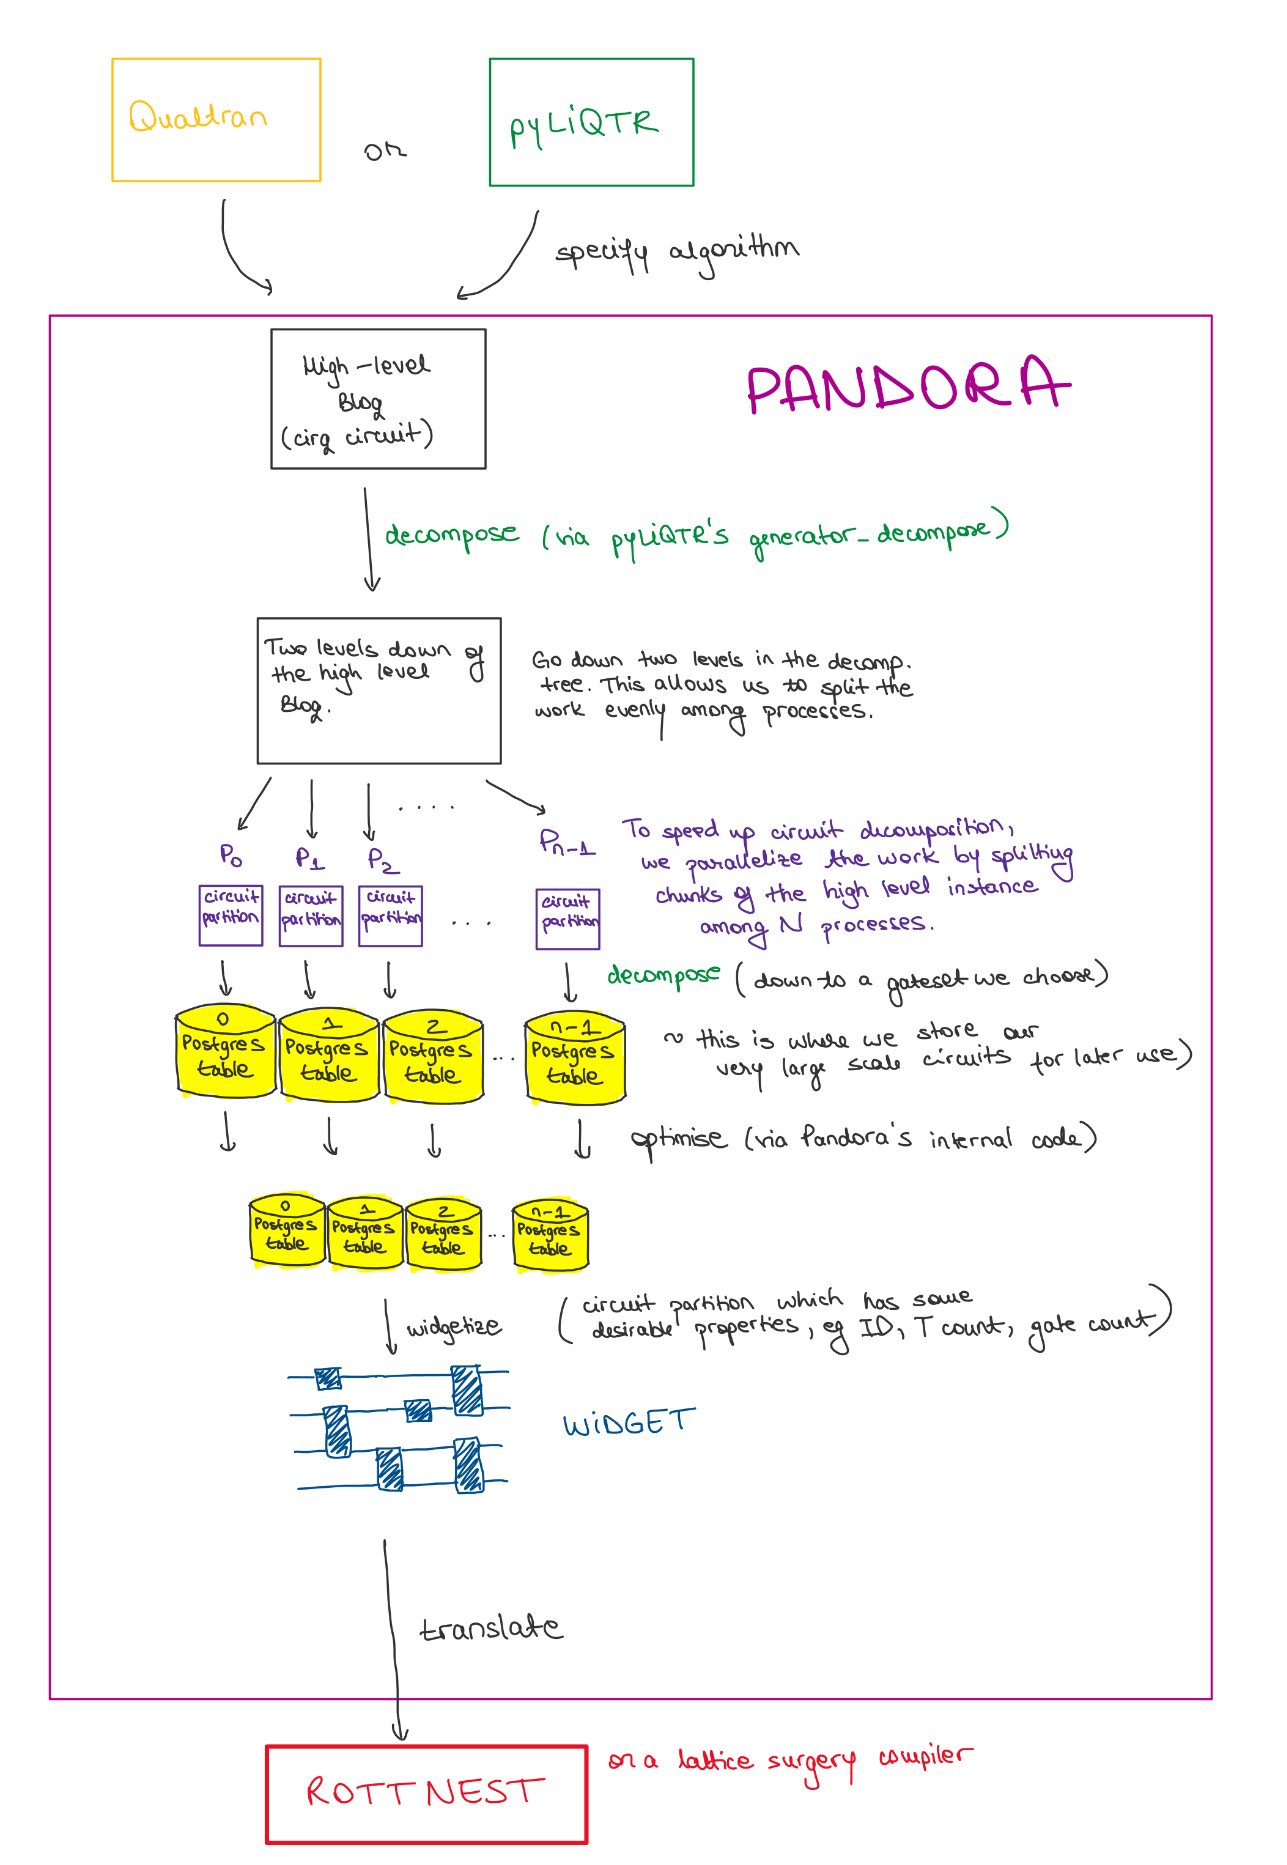 Qualtran
or
pyLiQTR
specify algorithm
PANDORA
High-level
Bloq
(cirq circuit)
decompose (via pyLiQTR's generator_decompose)
Two levels down of
the high level
Bloq.
Go down two levels in the decomp.
tree. This allows us to split the
work evenly among processes.
. . . .
P0
P1
P2
Pn-1
To speed up circuit decomposition,
we parallelize the work by splitting
chunks of the high level instance
among N processes.
circuit
partition
circuit
partition
circuit
partition
. . . .
circuit
partition
decompose (down to a gateset we choose)
0
Postgres
table
1
Postgres
table
2
Postgres
table
...
n-1
Postgres
table
~ this is where we store our
very large scale circuits for later use)
optimise (via Pandora's internal code)
0
Postgres
table
1
Postgres
table
2
Postgres
table
...
n-1
Postgres
table
widgetize
(circuit partition which has some
desirable properties, eg ID, T count, gate count)
WiDGET
translate
ROTTNEST
or a lattice surgery compiler